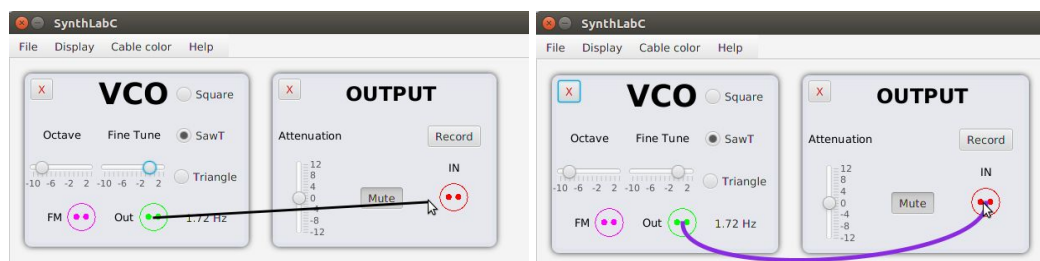 SynthLabC
File Display Cable color Help
X VCO Square
Octave Fine Tune SawT
-10 -6 -2 2 -10 -6 -2 2 Triangle
FM Out 1.72 Hz
X OUTPUT
Attenuation Record
12
8
4
0
-4
-8
-12
Mute
IN
SynthLabC
File Display Cable color Help
X VCO Square
Octave Fine Tune SawT
-10 -6 -2 2 -10 -6 -2 2 Triangle
FM Out 1.72 Hz
X OUTPUT
Attenuation Record
12
8
4
0
-4
-8
-12
Mute
IN